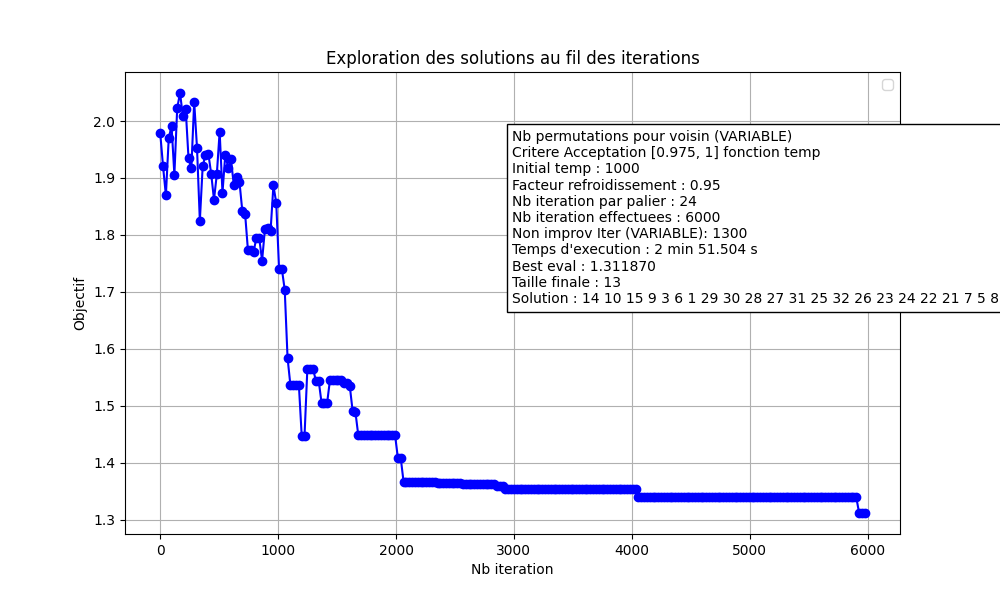 Exploration des solutions au fil des iterations
Objectif
2.0
1.9
1.8
1.7
1.6
1.5
1.4
1.3
Nb permutations pour voisin (VARIABLE)
Critere Acceptation [0.975, 1] fonction temp
Initial temp : 1000
Facteur refroidissement : 0.95
Nb iteration par palier : 24
Nb iteration effectuees : 6000
Non improv Iter (VARIABLE): 1300
Temps d'execution : 2 min 51.504 s
Best eval : 1.311870
Taille finale : 13
Solution : 14 10 15 9 3 6 1 29 30 28 27 31 25 32 26 23 24 22 21 7 5 8
0 1000 2000 3000 4000 5000 6000
Nb iteration